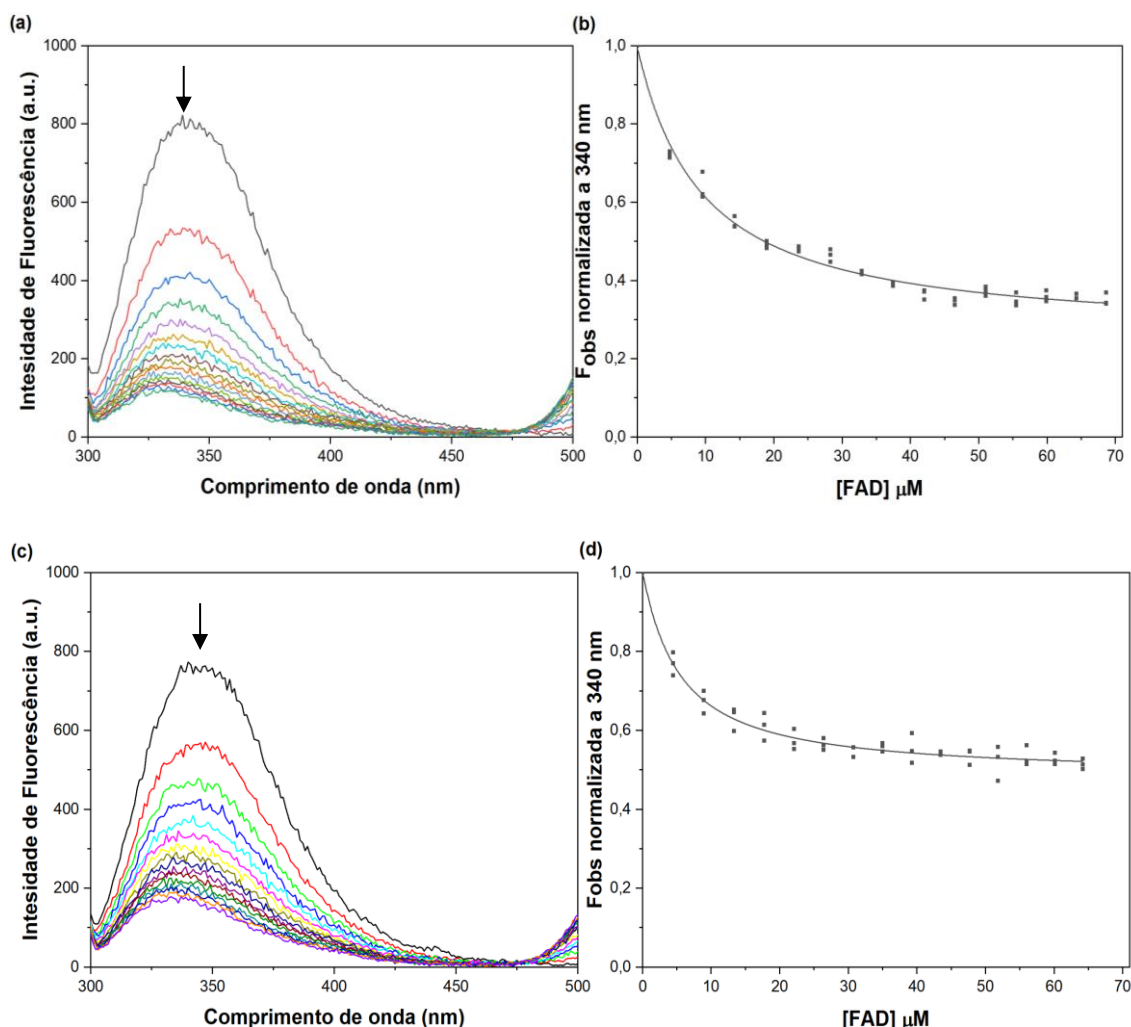 (a)
1000
800
600
400
200
0
Intesidade de Fluorescência (a.u.)
300 350 400 450 500
Comprimento de onda (nm)
(b)
1,0
0,8
0,6
0,4
0,2
0,0
Fobs normalizada a 340 nm
0 10 20 30 40 50 60 70
[FAD] μM
(c)
1000
800
600
400
200
0
Intesidade de Fluorescência (a.u.)
300 350 400 450 500
Comprimento de onda (nm)
(d)
1,0
0,8
0,6
0,4
0,2
0,0
Fobs normalizada a 340 nm
0 10 20 30 40 50 60 70
[FAD] μM